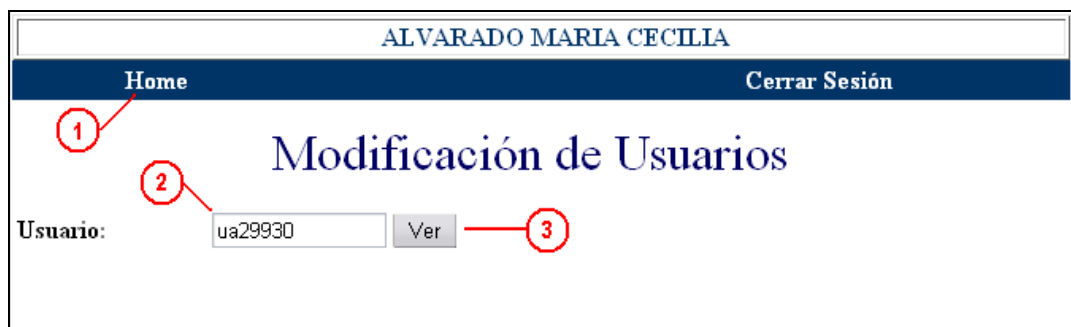 ALVARADO MARIA CECILIA
Home Cerrar Sesión
1
Modificación de Usuarios
2
Usuario: ua29930 Ver 3